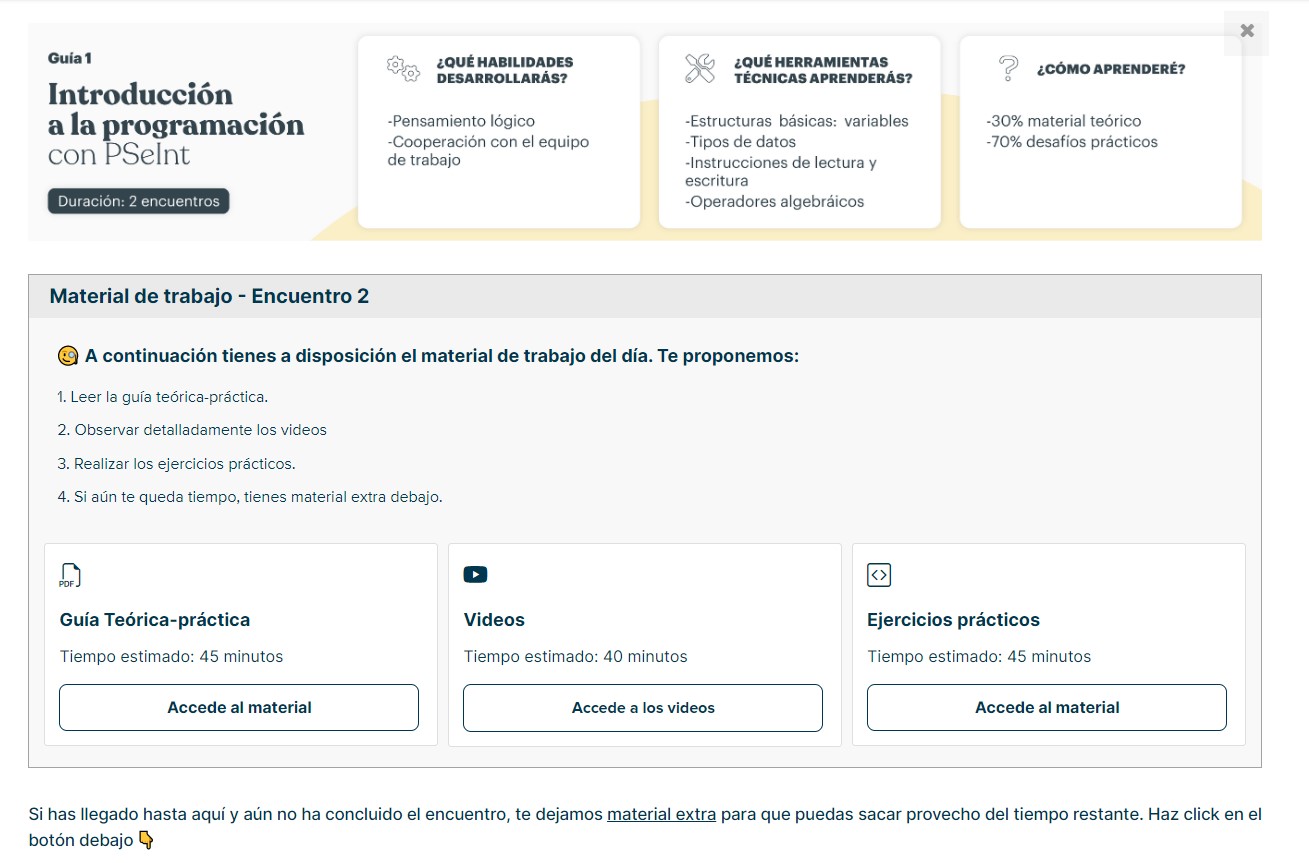 Guía 1
Introducción
a la programación
con PSeInt
Duración: 2 encuentros
¿QUÉ HABILIDADES
DESARROLLARÁS?
-Pensamiento lógico
-Cooperación con el equipo
de trabajo
¿QUÉ HERRAMIENTAS
TÉCNICAS APRENDERÁS?
-Estructuras básicas: variables
-Tipos de datos
-Instrucciones de lectura y
escritura
-Operadores algebráicos
¿CÓMO APRENDERÉ?
-30% material teórico
-70% desafíos prácticos
Material de trabajo - Encuentro 2
A continuación tienes a disposición el material de trabajo del día. Te proponemos:
1. Leer la guía teórica-práctica.
2. Observar detalladamente los videos
3. Realizar los ejercicios prácticos.
4. Si aún te queda tiempo, tienes material extra debajo.
PDF
Guía Teórica-práctica
Tiempo estimado: 45 minutos
Accede al material
Videos
Tiempo estimado: 40 minutos
Accede a los videos
Ejercicios prácticos
Tiempo estimado: 45 minutos
Accede al material
Si has llegado hasta aquí y aún no ha concluido el encuentro, te dejamos material extra para que puedas sacar provecho del tiempo restante. Haz click en el
botón debajo